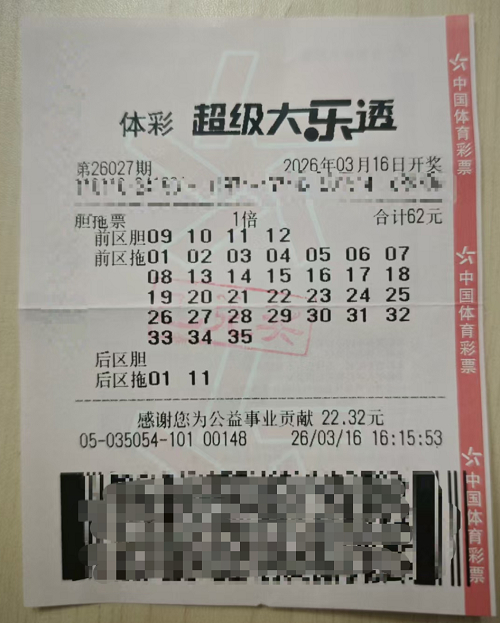 体彩 超级大乐透
第26027期 2026年03月16日开奖
胆拖票 1倍 合计62元
前区胆09 10 11 12
前区拖01 02 03 04 05 06 07
08 13 14 15 16 17 18
19 20 21 22 23 24 25
26 27 28 29 30 31 32
33 34 35
后区胆
后区拖01 11
感谢您为公益事业贡献 22.32元
05-035054-101 00148 26/03/16 16:15:53
中国体育彩票
中国体育彩票
中国体育彩票